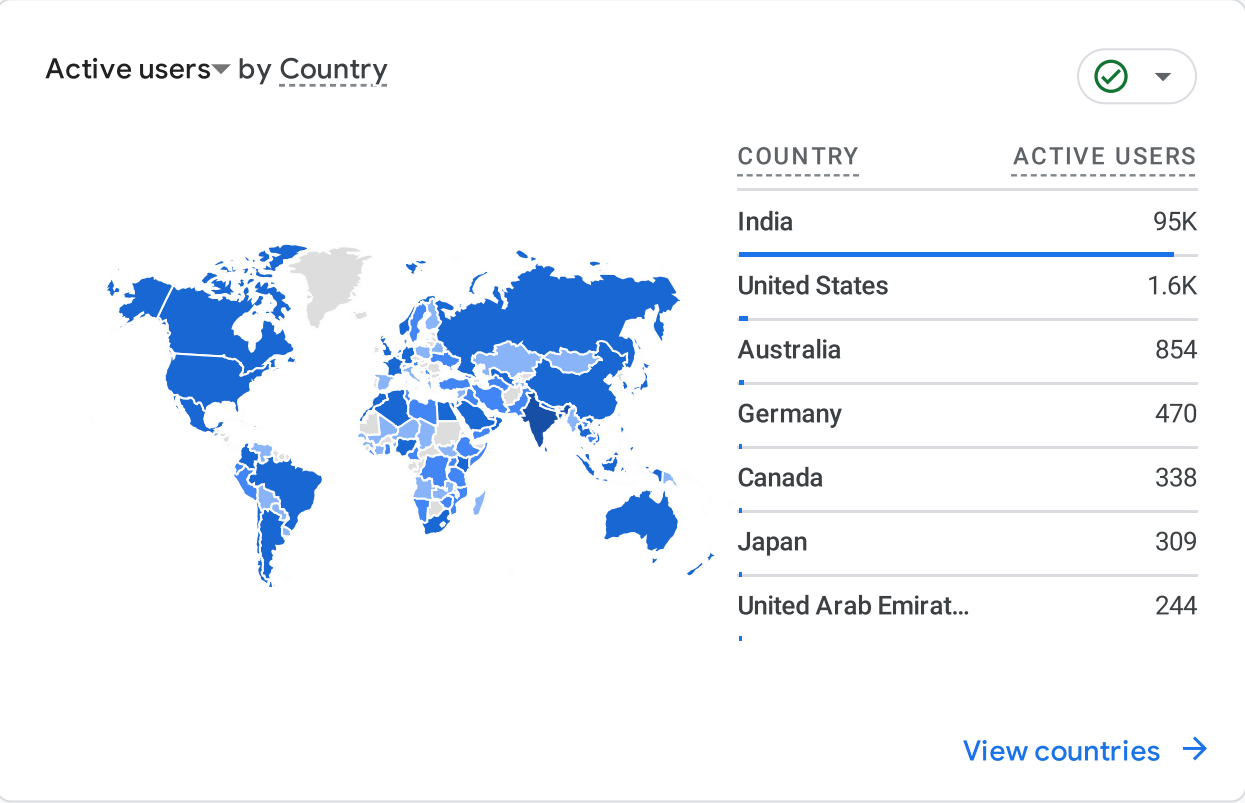 Active users by Country
COUNTRY ACTIVE USERS
India 95K
United States 1.6K
Australia 854
Germany 470
Canada 338
Japan 309
United Arab Emirat... 244
View countries